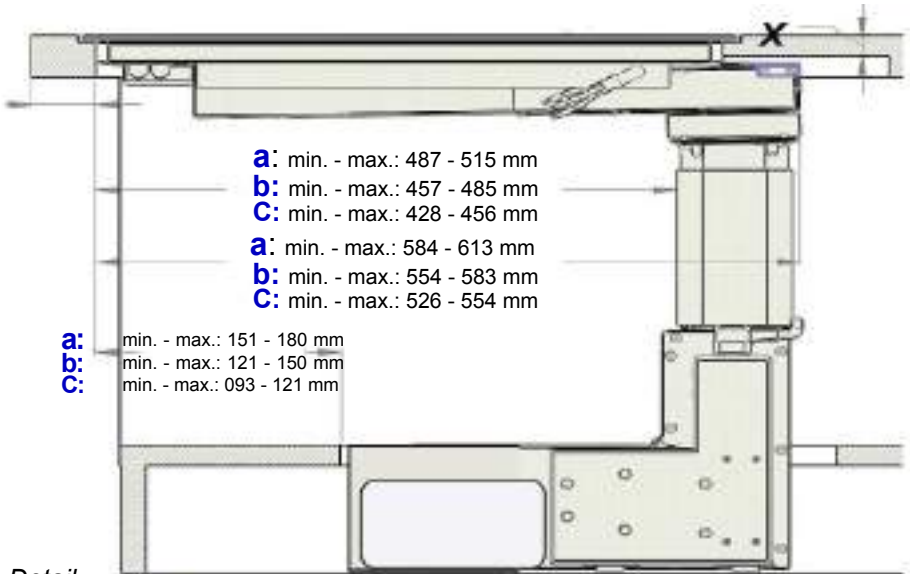 X
a: min. - max.: 487 - 515 mm
b: min. - max.: 457 - 485 mm
C: min. - max.: 428 - 456 mm
a: min. - max.: 584 - 613 mm
b: min. - max.: 554 - 583 mm
C: min. - max.: 526 - 554 mm
a: min. - max.: 151 - 180 mm
b: min. - max.: 121 - 150 mm
C: min. - max.: 093 - 121 mm
Detail